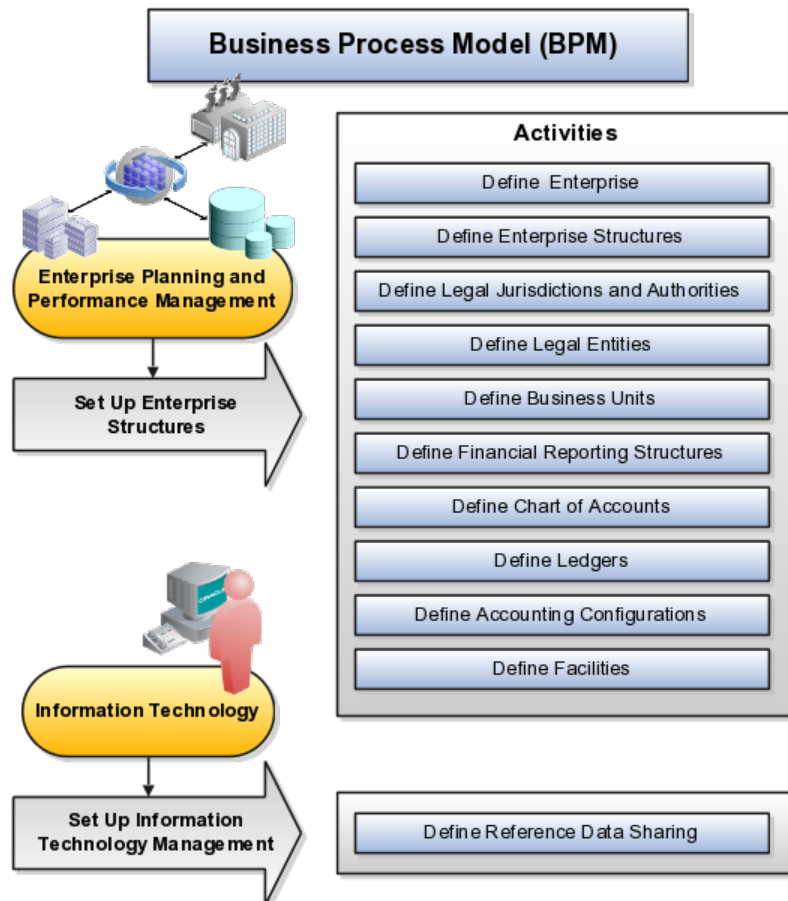 Business Process Model (BPM)
Activities
Define Enterprise
Define Enterprise Structures
Define Legal Jurisdictions and Authorities
Define Legal Entities
Define Business Units
Define Financial Reporting Structures
Define Chart of Accounts
Define Ledgers
Define Accounting Configurations
Define Facilities
Enterprise Planning and
Performance Management
Set Up Enterprise
Structures
ORACLE
Information Technology
Set Up Information
Technology Management
Define Reference Data Sharing